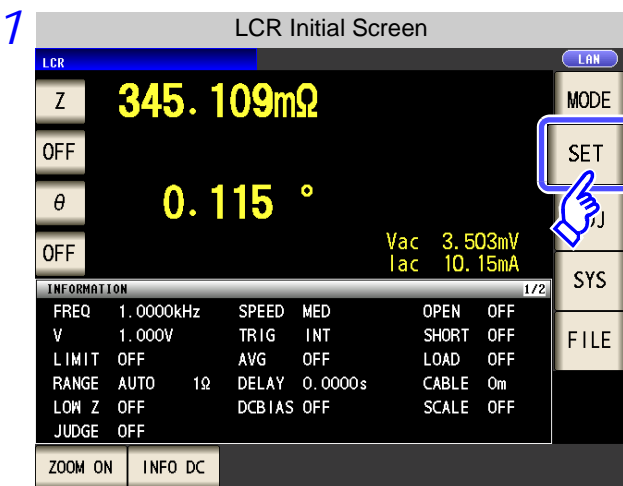 1
LCR Initial Screen
LCR
LAN
Z 345.109mΩ
MODE
OFF
SET
θ 0.115 °
OFF
Vac 3.503mV
Iac 10.15mA
SYS
INFORMATION 1/2
FREQ 1.0000kHz SPEED MED OPEN OFF
V 1.000V TRIG INT SHORT OFF
FILE
LIMIT OFF AVG OFF LOAD OFF
RANGE AUTO 1Ω DELAY 0.0000s CABLE 0m
LOW Z OFF DCBIAS OFF SCALE OFF
JUDGE OFF
ZOOM ON INFO DC